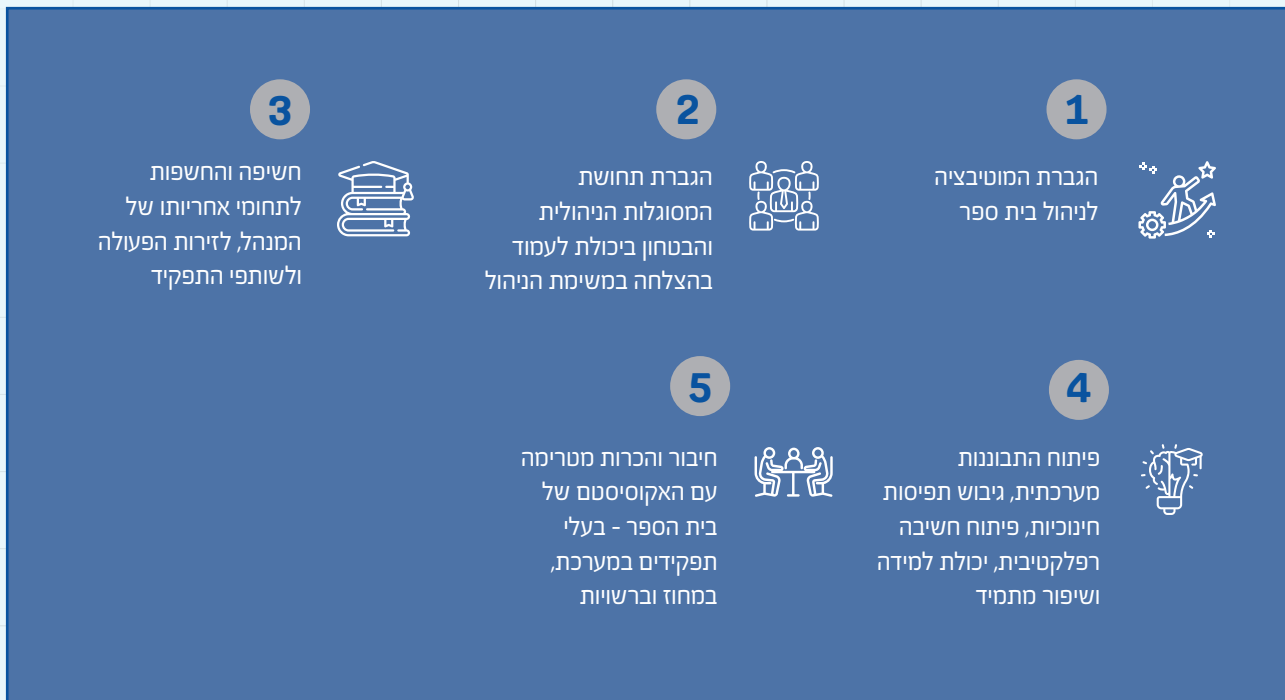 1
הגברת המוטיבציה
לניהול בית ספר
2
הגברת תחושת
המסוגלות הניהולית
והבטחון ביכולת לעמוד
בהצלחה במשימת הניהול
3
חשיפה והחשפות
לתחומי אחריותו של
המנהל, לזירות הפעולה
ולשותפי התפקיד
4
פיתוח התבוננות
מערכתית, גיבוש תפיסות
חינוכיות, פיתוח חשיבה
רפלקטיבית, יכולת למידה
ושיפור מתמיד
5
חיבור והכרות מטרימה
עם האקוסיסטם של
בית הספר - בעלי
תפקידים במערכת,
במחוז וברשויות